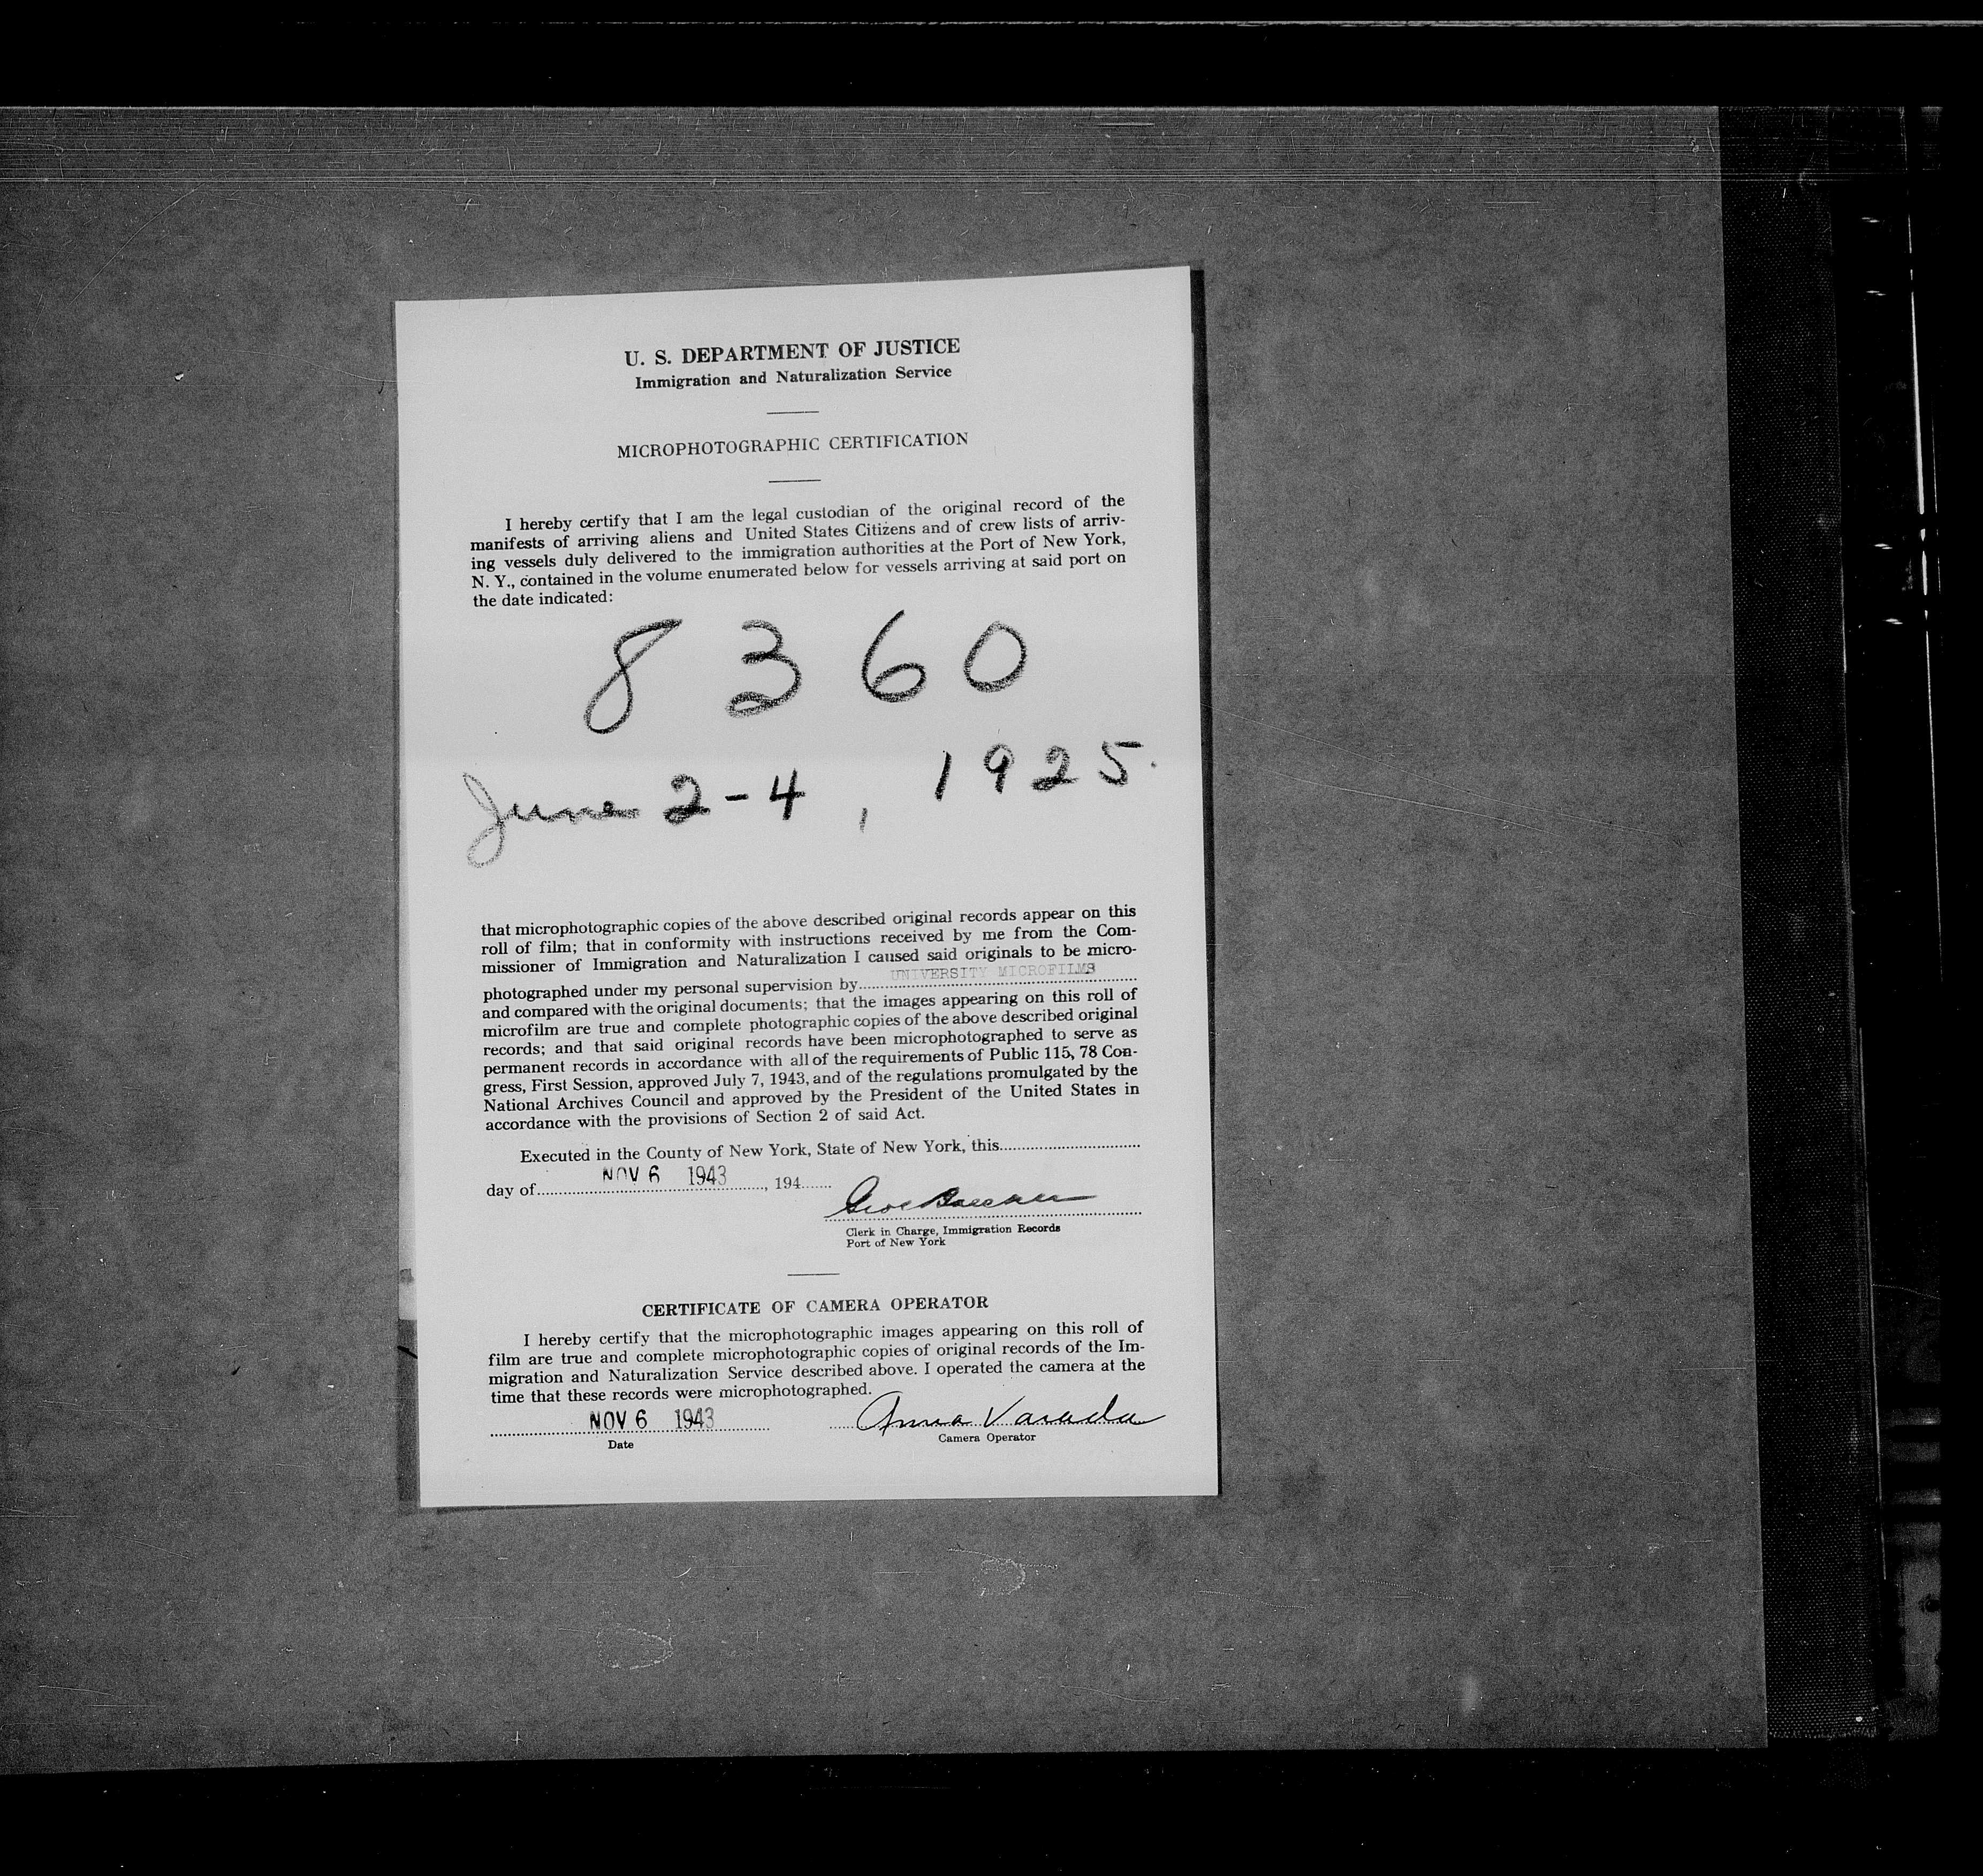 U. S. DEPARTMENT OF JUSTICE
Immigration and Naturalization Service
MICROPHOTOGRAPHIC CERTIFICATION
I hereby certify that I am the legal custodian of the original record of the
manifests of arriving aliens and United States Citizens and of crew lists of arriv-
ing vessels duly delivered to the immigration authorities at the Port of New York,
N. Y., contained in the volume enumerated below for vessels arriving at said port on
the date indicated:
8 3 6 0
June 2-4, 1925.
that microphotographic copies of the above described original records appear on this
roll of film; that in conformity with instructions received by me from the Com-
missioner of Immigration and Naturalization I caused said originals to be micro-
UNIVERSITY MICROFILMS
photographed under my personal supervision by
and compared with the original documents; that the images appearing on this roll of
microfilm are true and complete photographic copies of the above described original
records; and that said original records have been microphotographed to serve as
permanent records in accordance with all of the requirements of Public 115, 78 Con-
gress, First Session, approved July 7, 1943, and of the regulations promulgated by the
National Archives Council and approved by the President of the United States in
accordance with the provisions of Section 2 of said Act.
Executed in the County of New York, State of New York, this
day of NOV 6 1943, 194
Clerk in Charge, Immigration Records
Port of New York
CERTIFICATE OF CAMERA OPERATOR
I hereby certify that the microphotographic images appearing on this roll of
film are true and complete microphotographic copies of original records of the Im-
migration and Naturalization Service described above. I operated the camera at the
time that these records were microphotographed.
NOV 6 1943 Anna Varada
Date Camera Operator